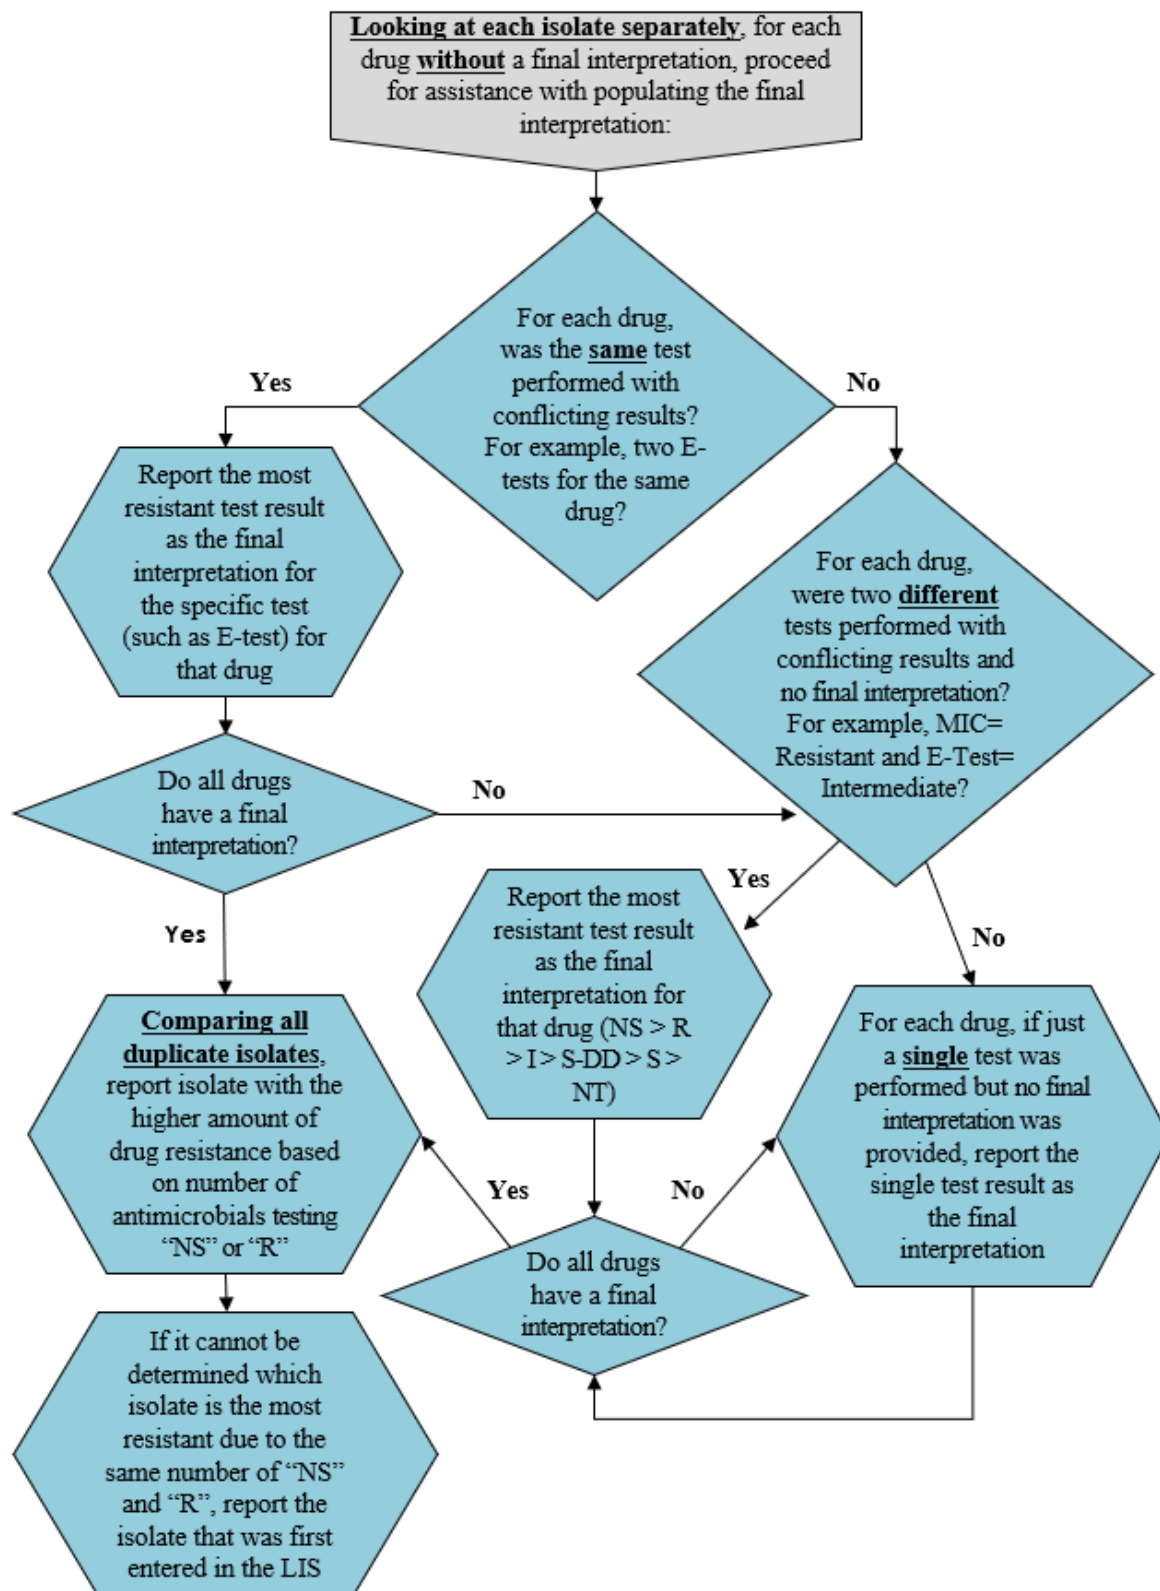 Looking at each isolate separately, for each
drug without a final interpretation, proceed
for assistance with populating the final
interpretation:
For each drug,
was the same test
performed with
conflicting results?
For example, two E-
tests for the same
drug?
Yes
No
Report the most
resistant test result
as the final
interpretation for
the specific test
(such as E-test) for
that drug
For each drug,
were two different
tests performed with
conflicting results and
no final interpretation?
For example, MIC=
Resistant and E-Test=
Intermediate?
Do all drugs
have a final
interpretation?
No
Yes
Yes
No
Report the most
resistant test result
as the final
interpretation for
that drug (NS > R
> I > S-DD > S >
NT)
Comparing all
duplicate isolates,
report isolate with the
higher amount of
drug resistance based
on number of
antimicrobials testing
“NS” or “R”
For each drug, if just
a single test was
performed but no final
interpretation was
provided, report the
single test result as
the final
interpretation
Yes
No
Do all drugs
have a final
interpretation?
If it cannot be
determined which
isolate is the most
resistant due to the
same number of “NS”
and “R”, report the
isolate that was first
entered in the LIS